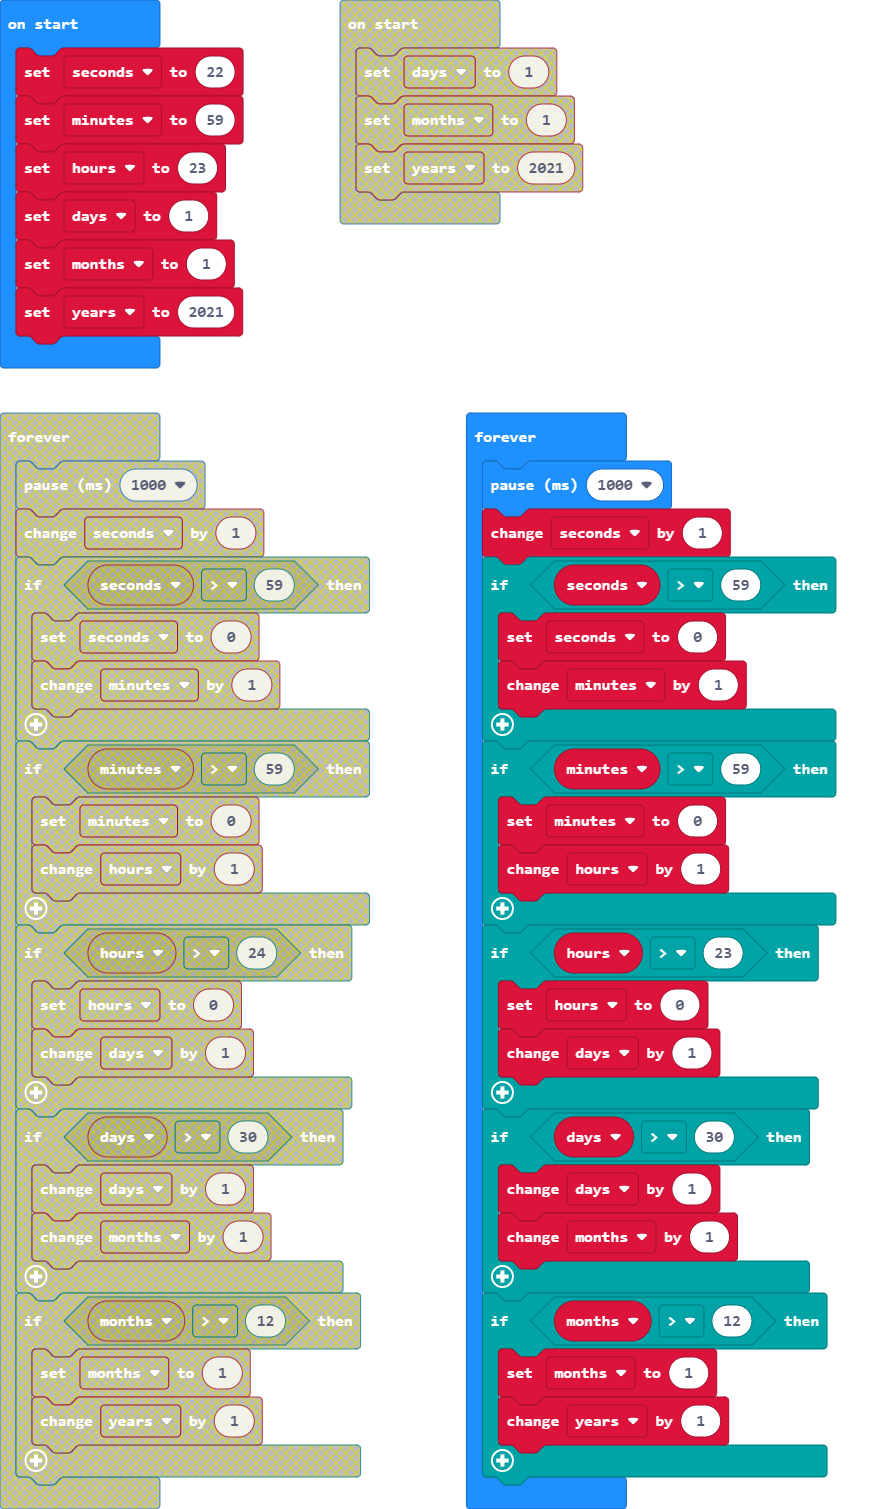 on start
set seconds to 22
set minutes to 59
set hours to 23
set days to 1
set months to 1
set years to 2021
on start
set days to 1
set months to 1
set years to 2021
forever
pause (ms) 1000
change seconds by 1
if seconds > 59 then
set seconds to 0
change minutes by 1
if minutes > 59 then
set minutes to 0
change hours by 1
if hours > 24 then
set hours to 0
change days by 1
if days > 30 then
change days by 1
change months by 1
if months > 12 then
set months to 1
change years by 1
forever
pause (ms) 1000
change seconds by 1
if seconds > 59 then
set seconds to 0
change minutes by 1
if minutes > 59 then
set minutes to 0
change hours by 1
if hours > 23 then
set hours to 0
change days by 1
if days > 30 then
change days by 1
change months by 1
if months > 12 then
set months to 1
change years by 1